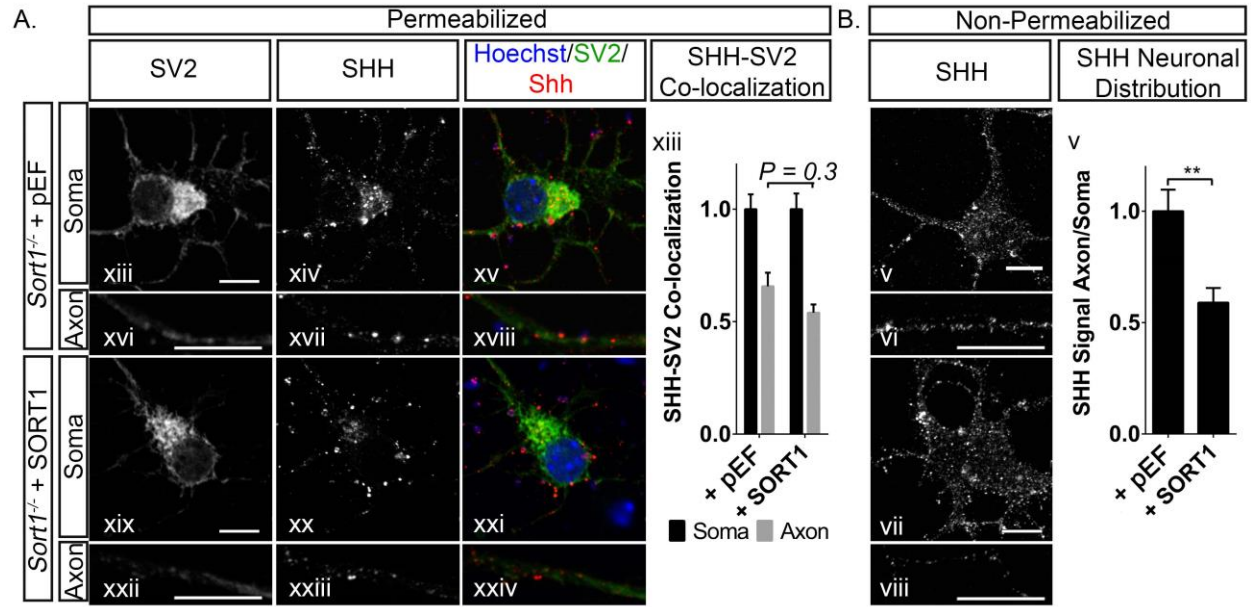 A.
Permeabilized
B.
Non-Permeabilized
SV2
SHH
Hoechst/SV2/
Shh
SHH-SV2
Co-localization
SHH
SHH Neuronal
Distribution
Sort1-/- + pEF
Soma
xiii
xiv
xv
Axon
xvi
xvii
xviii
Sort1-/- + SORT1
Soma
xix
xx
xxi
Axon
xxii
xxiii
xxiv
xiii
SHH-SV2 Co-localization
P = 0.3
1.0
0.5
0.0
+ pEF
+ SORT1
Soma
Axon
v
vi
vii
viii
v
SHH Signal Axon/Soma
**
1.0
0.5
0.0
+ pEF
+ SORT1